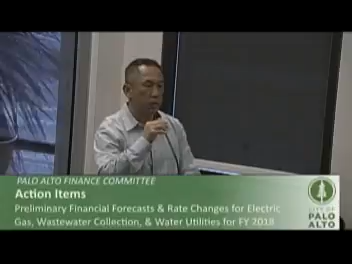 PALO ALTO FINANCE COMMITTEE
Action Items
Preliminary Financial Forecasts & Rate Changes for Electric
Gas, Wastewater Collection, & Water Utilities for FY 2018
CITY OF
PALO
ALTO